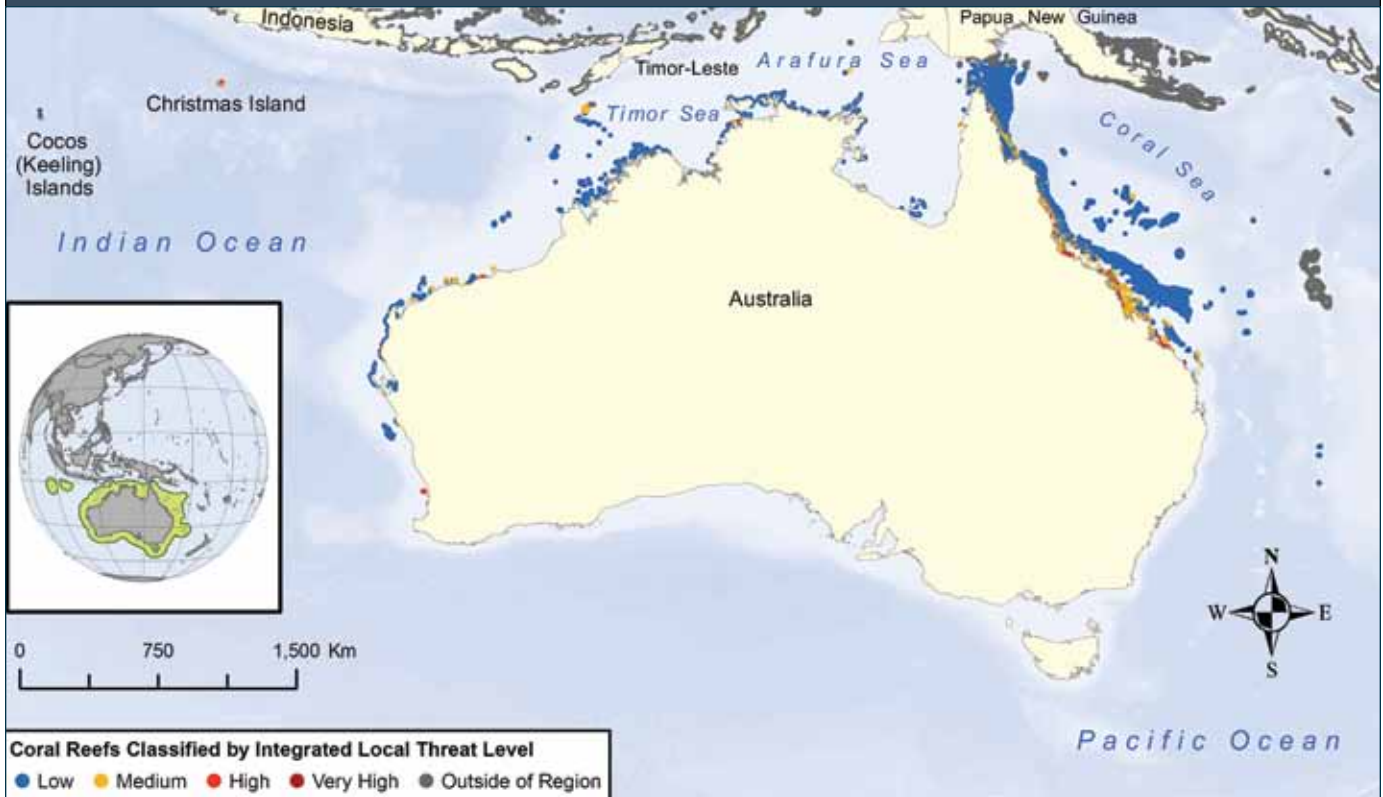 Indonesia
Papua New Guinea
Timor-Leste
Arafura Sea
Christmas Island
Timor Sea
Coral Sea
Cocos
(Keeling)
Islands
Indian Ocean
Australia
N
W E
S
0 750 1,500 Km
Pacific Ocean
Coral Reefs Classified by Integrated Local Threat Level
Low Medium High Very High Outside of Region